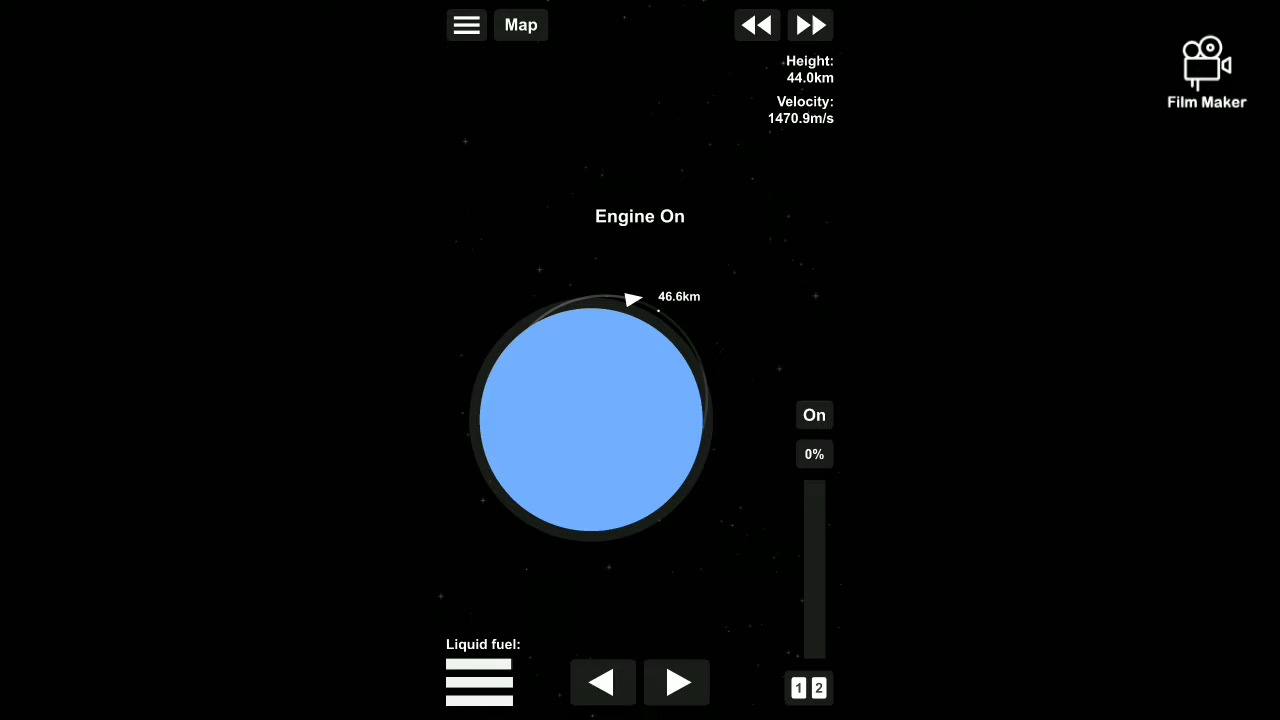 Map
Height:
44.0km
Velocity:
1470.9m/s
Film Maker
Engine On
46.6km
On
0%
Liquid fuel:
1 2